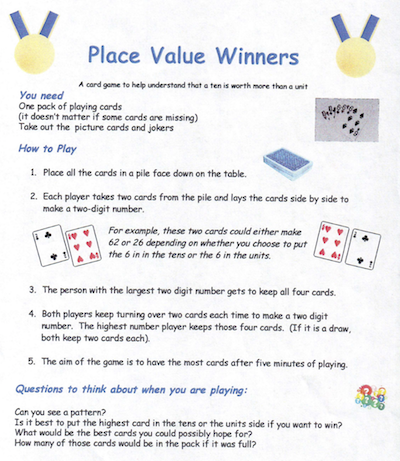 Place Value Winners
A card game to help understand that a ten is worth more than a unit
You need
One pack of playing cards
(it doesn't matter if some cards are missing)
Take out the picture cards and jokers
How to Play
1. Place all the cards in a pile face down on the table.
2. Each player takes two cards from the pile and lays the cards side by side to
make a two-digit number.
For example, these two cards could either make
62 or 26 depending on whether you choose to put
the 6 in in the tens or the 6 in the units.
3. The person with the largest two digit number gets to keep all four cards.
4. Both players keep turning over two cards each time to make a two digit
number. The highest number player keeps those four cards. (If it is a draw,
both keep two cards each).
5. The aim of the game is to have the most cards after five minutes of playing.
Questions to think about when you are playing:
Can you see a pattern?
Is it best to put the highest card in the tens or the units side if you want to win?
What would be the best cards you could possibly hope for?
How many of those cards would be in the pack if it was full?